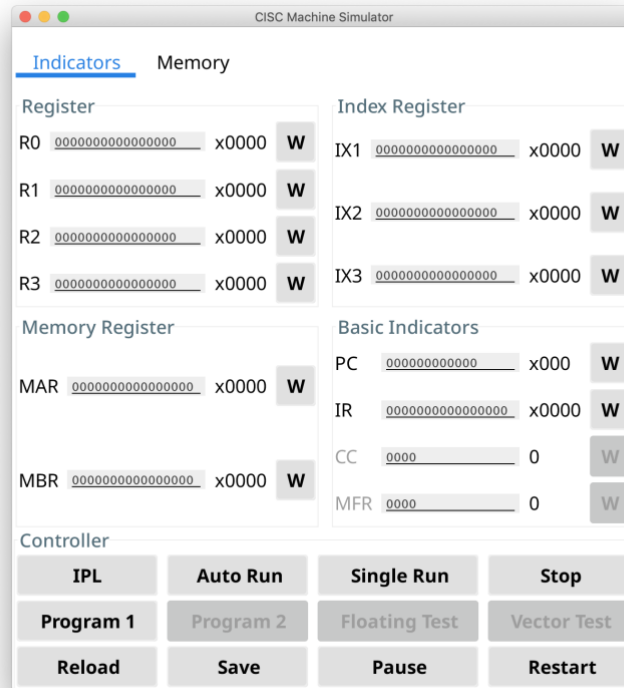 CISC Machine Simulator
Indicators Memory
Register
R0 0000000000000000 x0000 W
R1 0000000000000000 x0000 W
R2 0000000000000000 x0000 W
R3 0000000000000000 x0000 W
Index Register
IX1 0000000000000000 x0000 W
IX2 0000000000000000 x0000 W
IX3 0000000000000000 x0000 W
Memory Register
MAR 0000000000000000 x0000 W
MBR 0000000000000000 x0000 W
Basic Indicators
PC 000000000000 x000 W
IR 0000000000000000 x0000 W
CC 0000 0 W
MFR 0000 0 W
Controller
IPL Auto Run Single Run Stop
Program 1 Program 2 Floating Test Vector Test
Reload Save Pause Restart